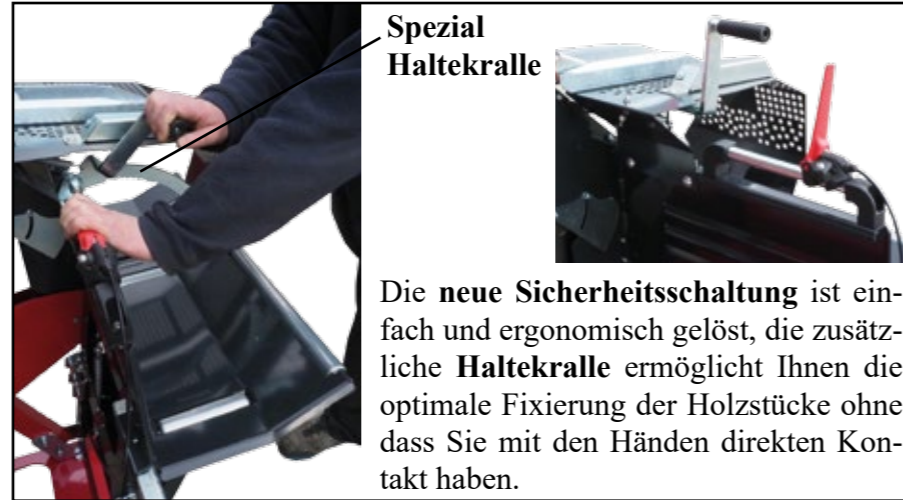 Spezial
Haltekralle
Die neue Sicherheitsschaltung ist ein-
fach und ergonomisch gelöst, die zusätz-
liche Haltekralle ermöglicht Ihnen die
optimale Fixierung der Holzstücke ohne
dass Sie mit den Händen direkten Kon-
takt haben.